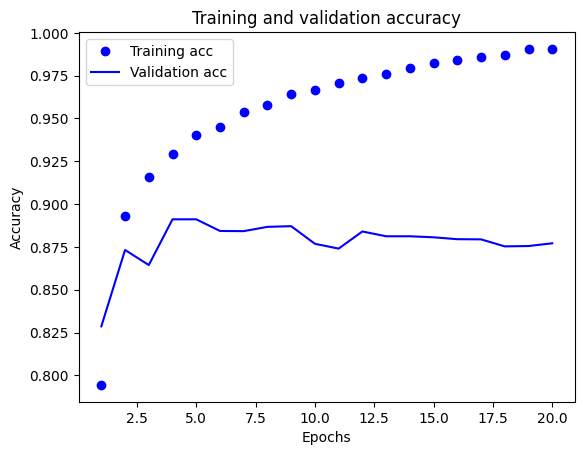 Training and validation accuracy
Training acc
Validation acc
1.000
0.975
0.950
0.925
0.900
0.875
0.850
0.825
0.800
Accuracy
2.5 5.0 7.5 10.0 12.5 15.0 17.5 20.0
Epochs